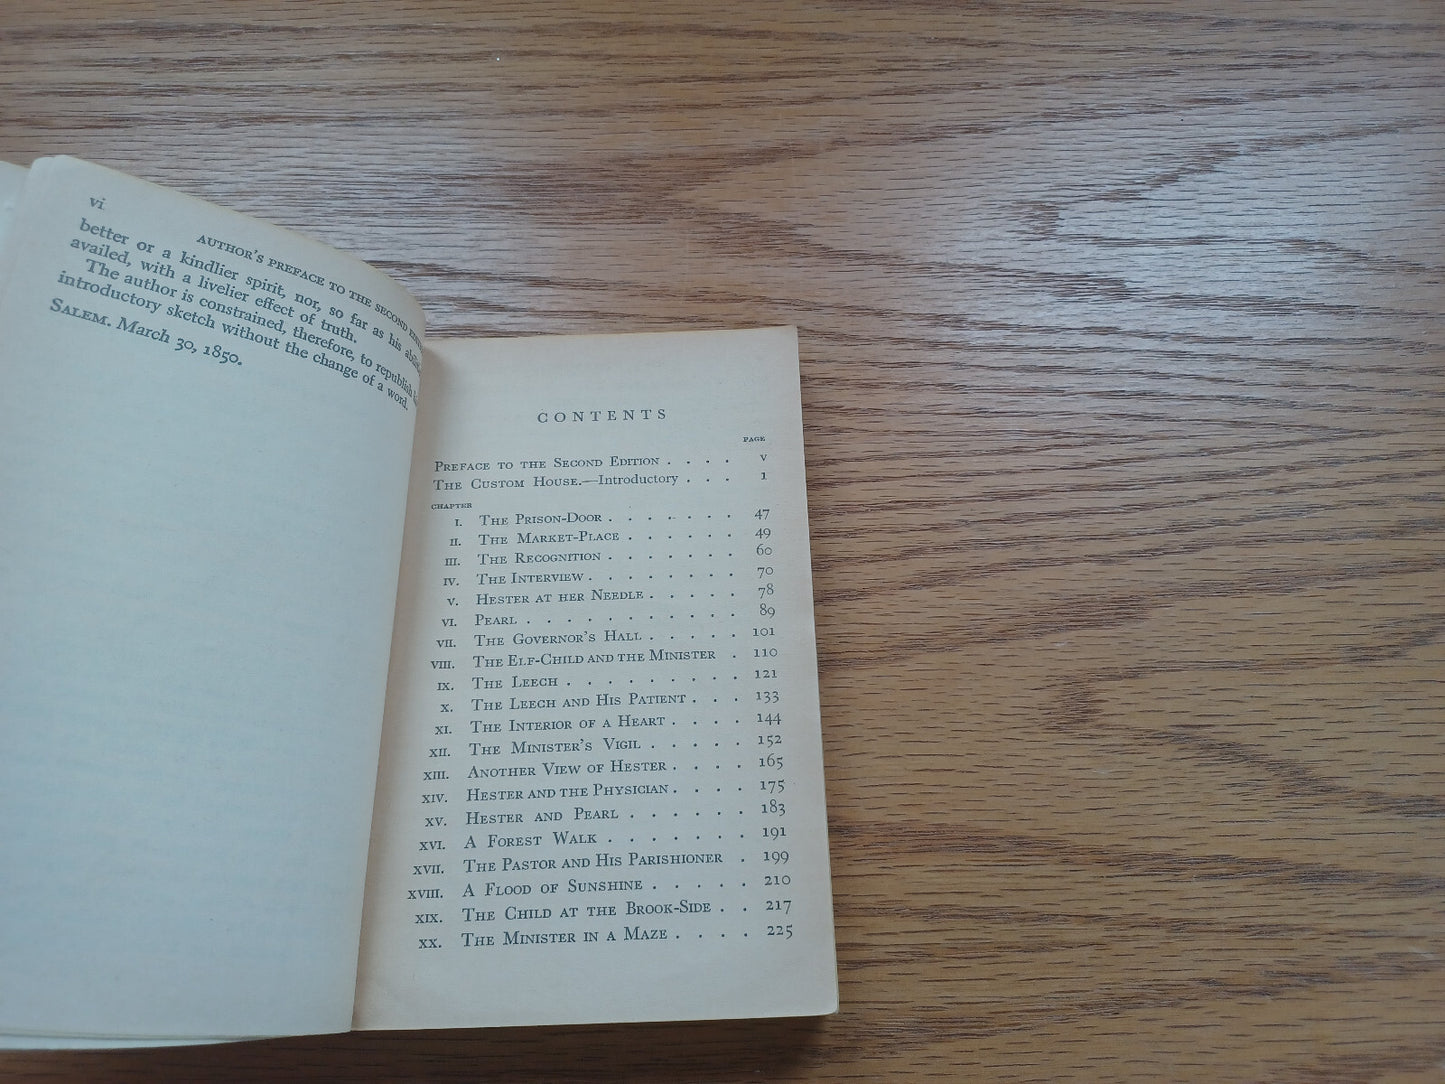 vi
AUTHOR'S PREFACE TO THE SECOND
better or a kindlier spirit, nor, so far as his
availed, with a livelier effect of truth.
The author is constrained, therefore, to republish
introductory sketch without the change of a word.
SALEM. March 30, 1850.
CONTENTS
PAGE
PREFACE TO THE SECOND EDITION . . . . v
THE CUSTOM HOUSE.—Introductory . . . 1
CHAPTER
I. THE PRISON-DOOR . . . . . . . 47
II. THE MARKET-PLACE . . . . . . 49
III. THE RECOGNITION . . . . . . . 60
IV. THE INTERVIEW . . . . . . . . 70
V. HESTER AT HER NEEDLE . . . . . 78
VI. PEARL . . . . . . . . . . . 89
VII. THE GOVERNOR'S HALL . . . . . 101
VIII. THE ELF-CHILD AND THE MINISTER . 110
IX. THE LEECH . . . . . . . . . 121
X. THE LEECH AND HIS PATIENT . . . 133
XI. THE INTERIOR OF A HEART . . . . 144
XII. THE MINISTER'S VIGIL . . . . . 152
XIII. ANOTHER VIEW OF HESTER . . . . 165
XIV. HESTER AND THE PHYSICIAN . . . . 175
XV. HESTER AND PEARL . . . . . . 183
XVI. A FOREST WALK . . . . . . . 191
XVII. THE PASTOR AND HIS PARISHIONER . 199
XVIII. A FLOOD OF SUNSHINE . . . . . 210
XIX. THE CHILD AT THE BROOK-SIDE . . 217
XX. THE MINISTER IN A MAZE . . . . 225